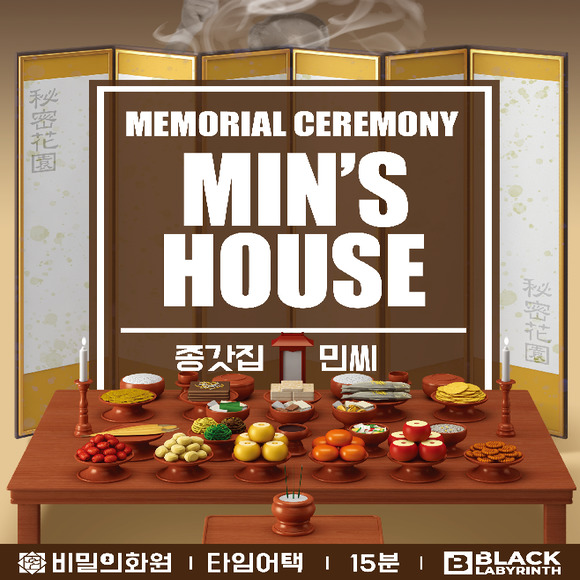 秘密花園
MEMORIAL CEREMONY
MIN'S
HOUSE
종갓집 민씨
秘密花園
비밀의화원 | 타임어택 | 15분 | B BLACK LABYRINTH